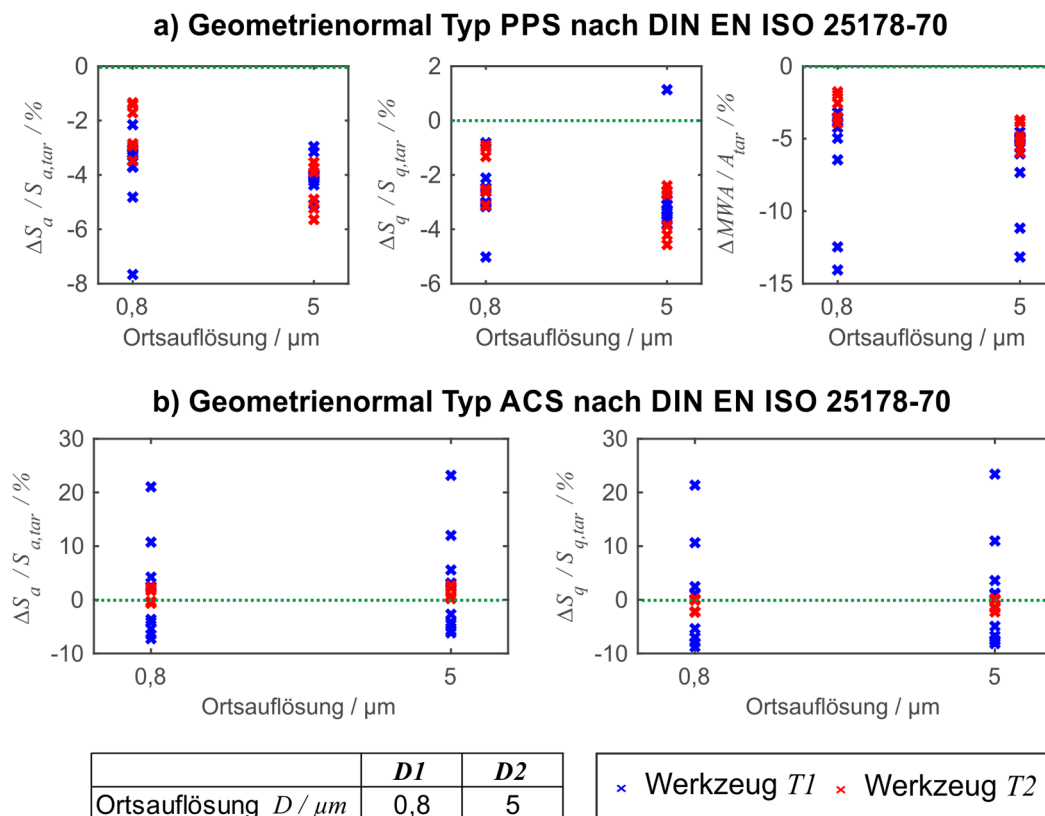 a) Geometrienormal Typ PPS nach DIN EN ISO 25178-70
ΔS_a / S_a,tar / %
0
-2
-4
-6
-8
0,8
5
Ortsauflösung / µm
ΔS_q / S_q,tar / %
2
0
-2
-4
-6
0,8
5
Ortsauflösung / µm
ΔMWA / A_tar / %
0
-5
-10
-15
0,8
5
Ortsauflösung / µm
b) Geometrienormal Typ ACS nach DIN EN ISO 25178-70
ΔS_a / S_a,tar / %
30
20
10
0
-10
0,8
5
Ortsauflösung / µm
ΔS_q / S_q,tar / %
30
20
10
0
-10
0,8
5
Ortsauflösung / µm
D1 D2
Ortsauflösung D / µm 0,8 5
× Werkzeug T1 × Werkzeug T2